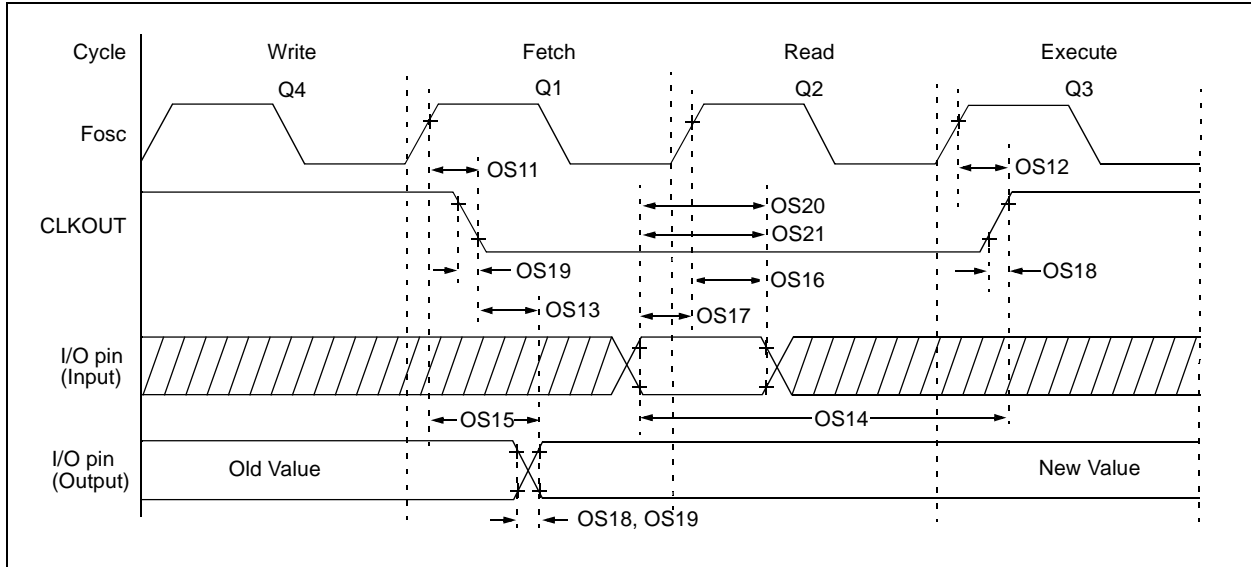 Cycle Write Fetch Read Execute
Q4 Q1 Q2 Q3
Fosc
OS11 OS12
OS20
CLKOUT
OS21
OS19 OS16 OS18
OS13 OS17
I/O pin
(Input)
OS15 OS14
I/O pin
(Output)
Old Value New Value
OS18, OS19